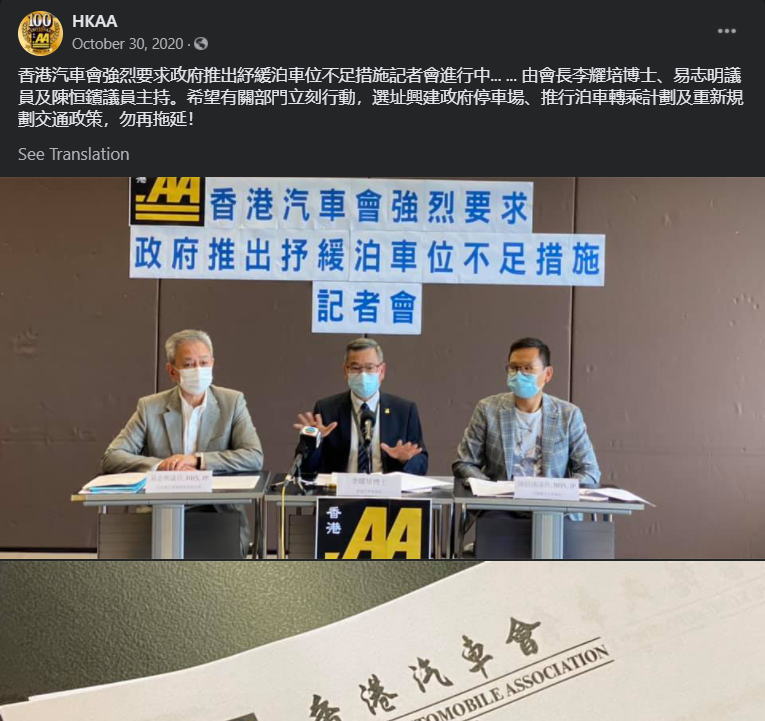 100
AA
HKAA
October 30, 2020 ·
香港汽車會強烈要求政府推出紓緩泊車位不足措施記者會進行中... ... 由會長李耀培博士、易志明議
員及陳恒鑌議員主持。希望有關部門立刻行動，選址興建政府停車場、推行泊車轉乘計劃及重新規
劃交通政策，勿再拖延！
See Translation
港
AA
香港汽車會強烈要求
政府推出抒緩泊車位不足措施
記者會
香
港
AA
香港汽車會
TOMOBILE ASSOCIATION